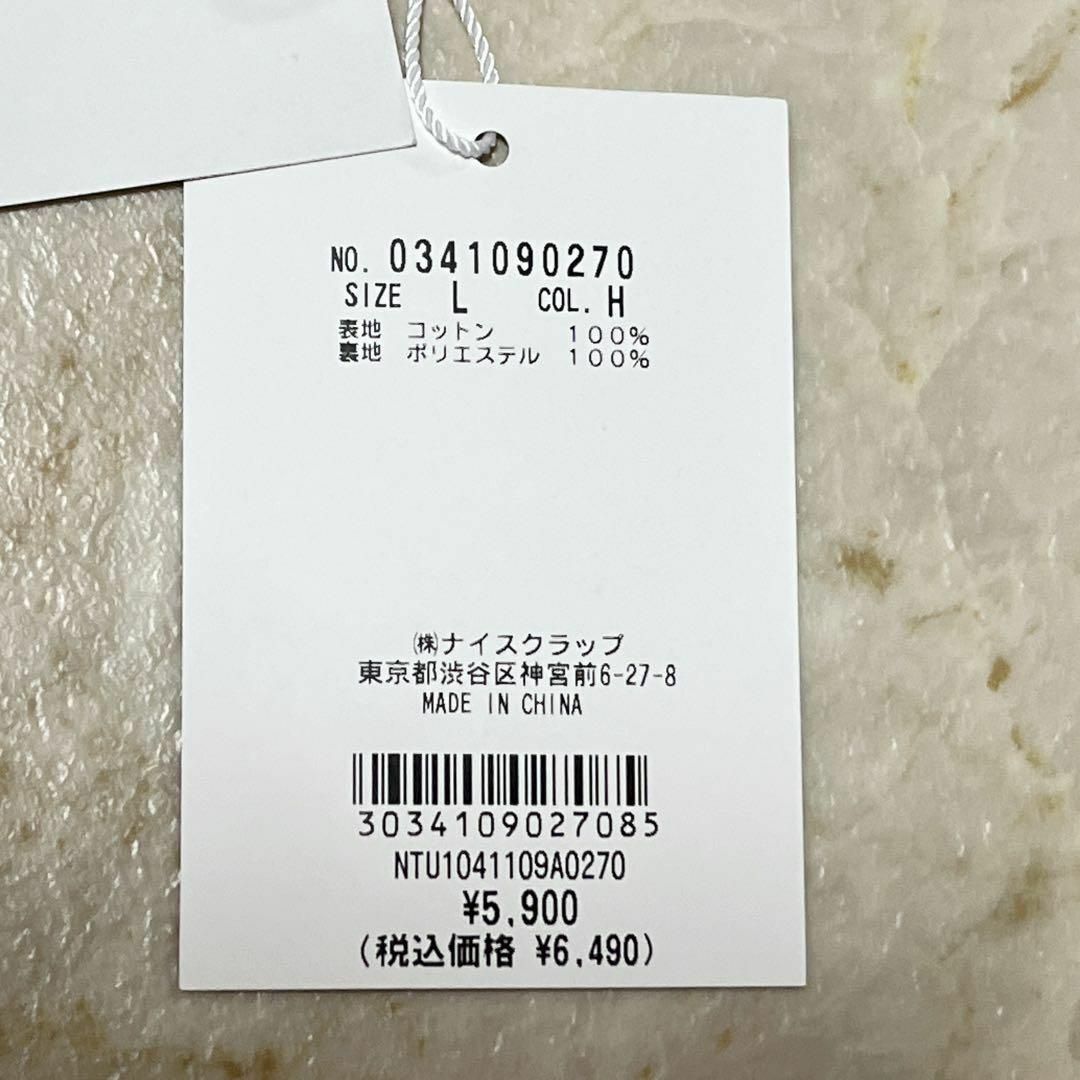 NO. 0341090270
SIZE L COL. H
表地 コットン 100%
裏地 ポリエステル 100%
㈱ナイスクラップ
東京都渋谷区神宮前6-27-8
MADE IN CHINA
3034109027085
NTU1041109A0270
¥5,900
(税込価格 ¥6,490)